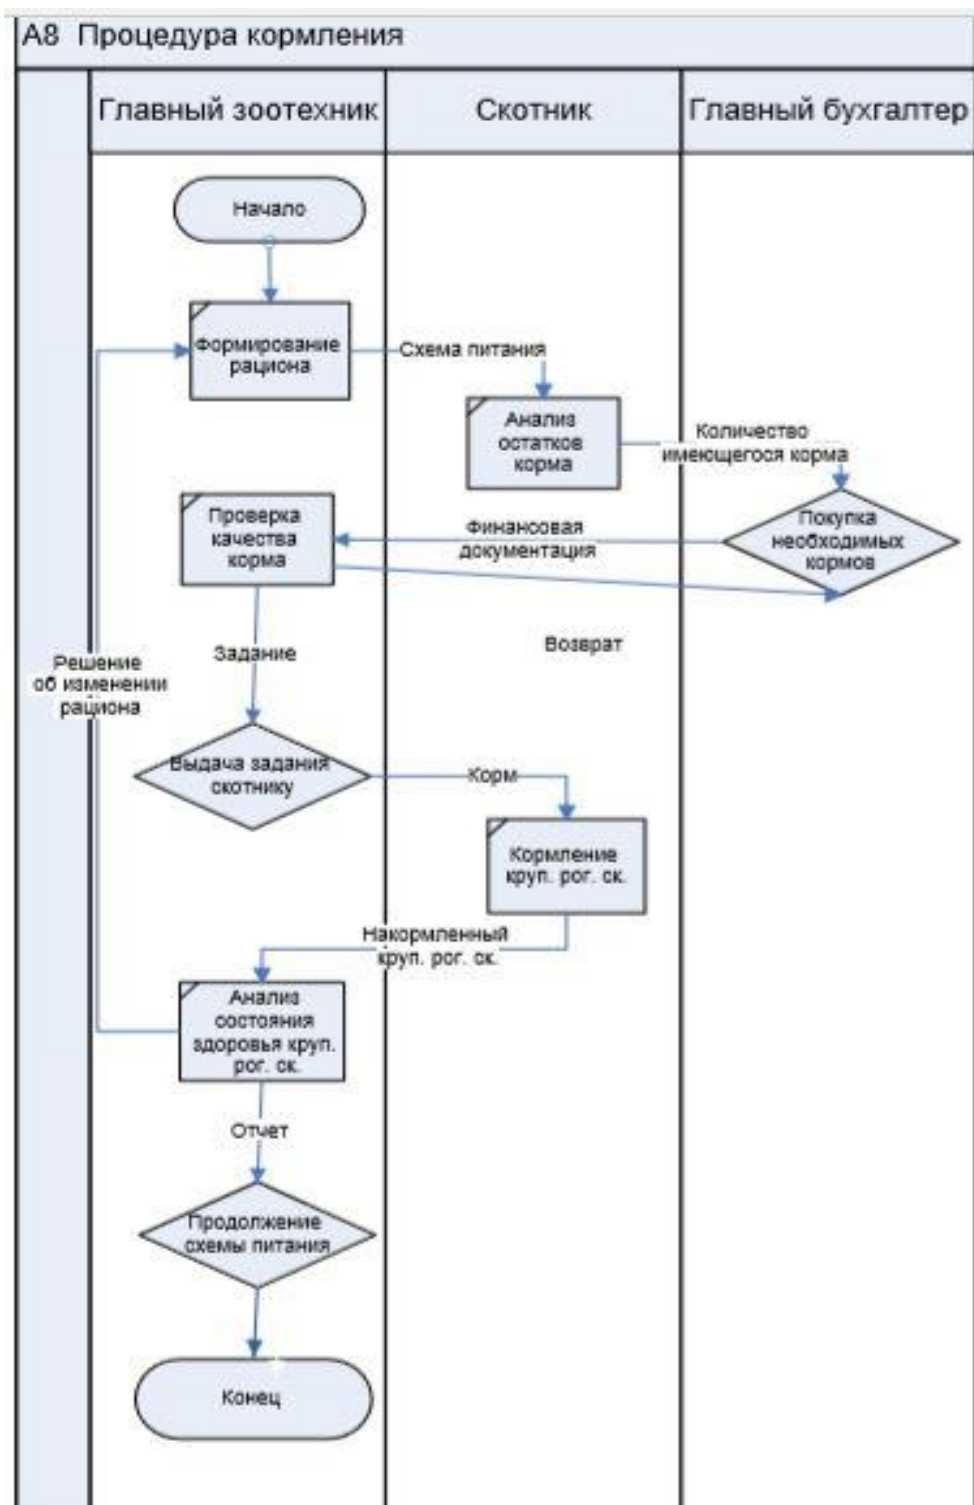 А8 Процедура кормления
Главный зоотехник
Скотник
Главный бухгалтер
Начало
Формирование
рациона
Схема питания
Анализ
остатков
корма
Количество
имеющегося корма
Покупка
необходимых
кормов
Финансовая
документация
Проверка
качества
корма
Возврат
Задание
Решение
об изменении
рациона
Выдача задания
скотнику
Корм
Кормление
круп. рог. ск.
Накормленный
круп. рог. ск.
Анализ
состояния
здоровья круп.
рог. ск.
Отчет
Продолжение
схемы питания
Конец